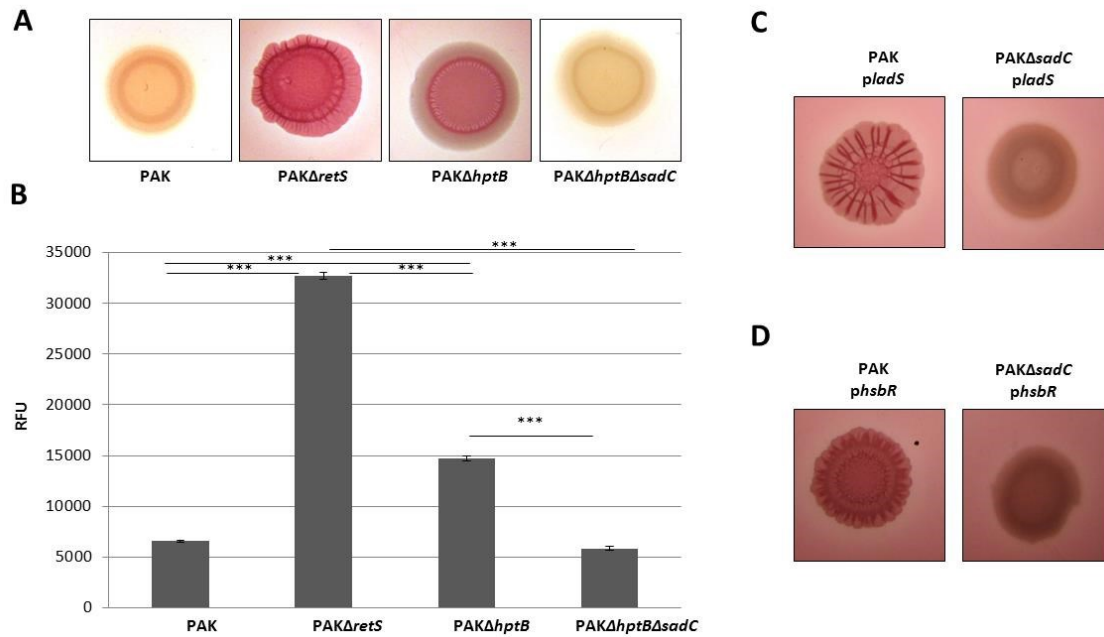 A
PAK
PAKΔretS
PAKΔhptB
PAKΔhptBΔsadC
B
35000
30000
25000
20000
15000
10000
5000
0
RFU
***
***
***
***
***
PAK
PAKΔretS
PAKΔhptB
PAKΔhptBΔsadC
C
PAK
pladS
PAKΔsadC
pladS
D
PAK
phsbR
PAKΔsadC
phsbR